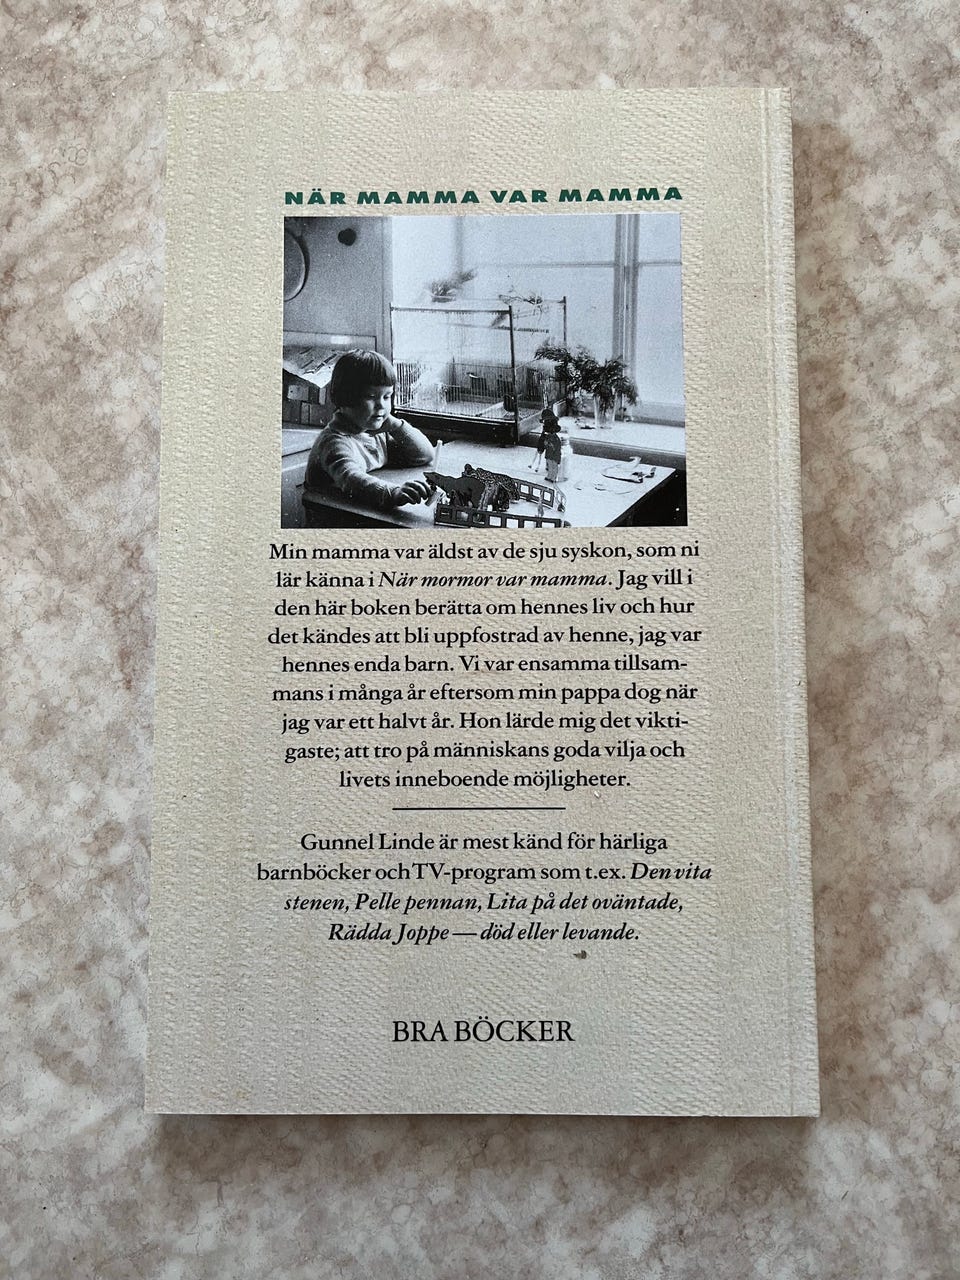 NÄR MAMMA VAR MAMMA
Min mamma var äldst av de sju syskon, som ni
lär känna i När mormor var mamma. Jag vill i
den här boken berätta om hennes liv och hur
det kändes att bli uppfostrad av henne, jag var
hennes enda barn. Vi var ensamma tillsam-
mans i många år eftersom min pappa dog när
jag var ett halvt år. Hon lärde mig det vikti-
gaste; att tro på människans goda vilja och
livets inneboende möjligheter.
Gunnel Linde är mest känd för härliga
barnböcker och TV-program som t.ex. Den vita
stenen, Pelle pennan, Lita på det oväntade,
Rädda Joppe — död eller levande.
BRA BÖCKER